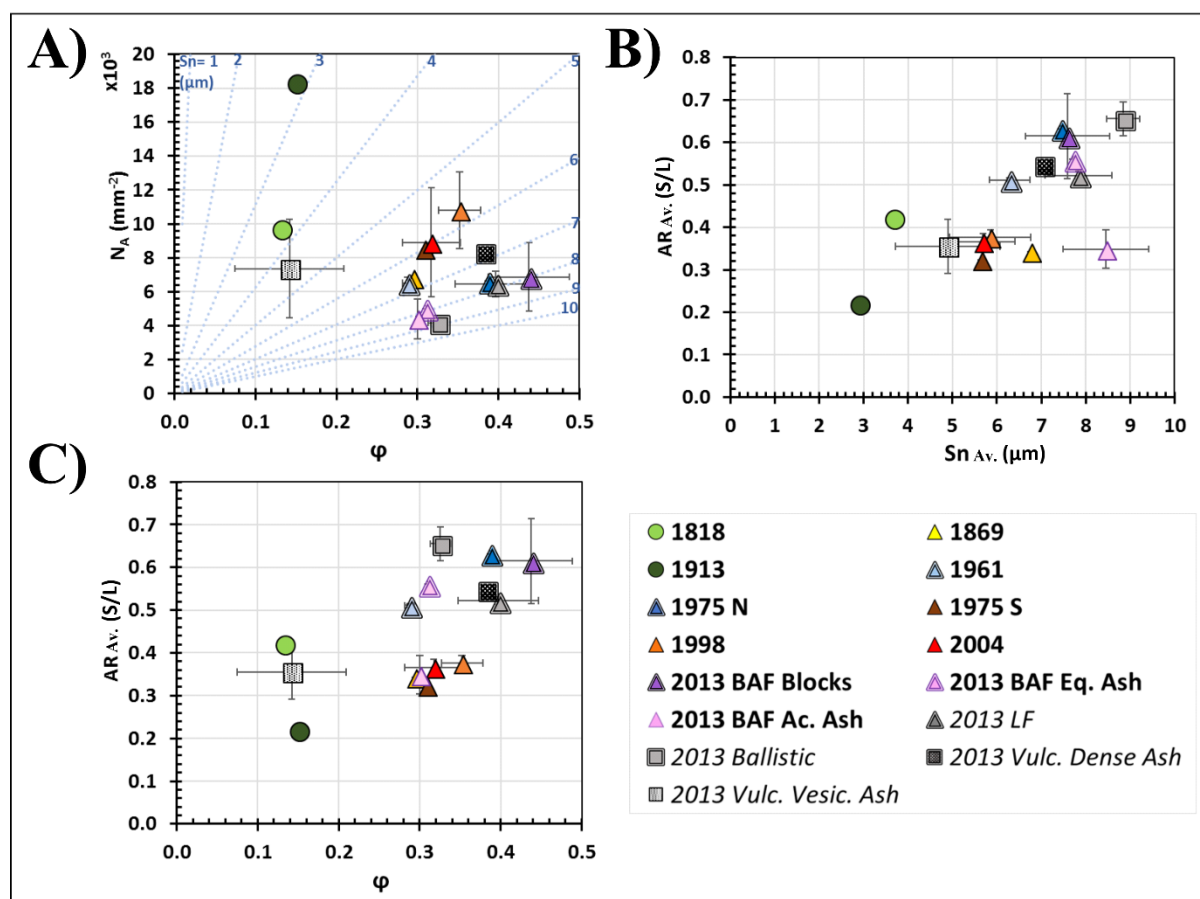 A)
B)
x10³
20
18
16
14
12
10
8
6
4
2
0
Nᴀ (mm⁻²)
Sn= 1
(µm)
2
3
4
5
6
7
8
9
10
0.0 0.1 0.2 0.3 0.4 0.5
φ
0.8
0.7
0.6
0.5
0.4
0.3
0.2
0.1
0.0
AR Av. (S/L)
0 1 2 3 4 5 6 7 8 9 10
Sn Av. (µm)
C)
0.8
0.7
0.6
0.5
0.4
0.3
0.2
0.1
0.0
AR Av. (S/L)
0.0 0.1 0.2 0.3 0.4 0.5
φ
1818 1869
1913 1961
1975 N 1975 S
1998 2004
2013 BAF Blocks 2013 BAF Eq. Ash
2013 BAF Ac. Ash 2013 LF
2013 Ballistic 2013 Vulc. Dense Ash
2013 Vulc. Vesic. Ash